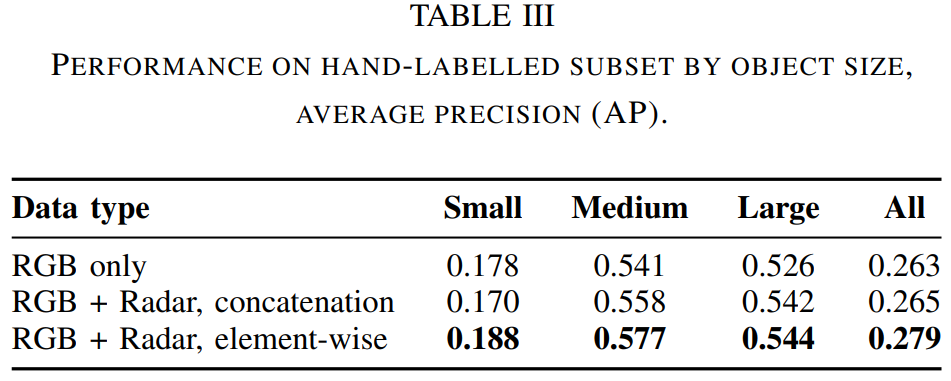 TABLE III
PERFORMANCE ON HAND-LABELLED SUBSET BY OBJECT SIZE,
AVERAGE PRECISION (AP).
Data type Small Medium Large All
RGB only 0.178 0.541 0.526 0.263
RGB + Radar, concatenation 0.170 0.558 0.542 0.265
RGB + Radar, element-wise 0.188 0.577 0.544 0.279